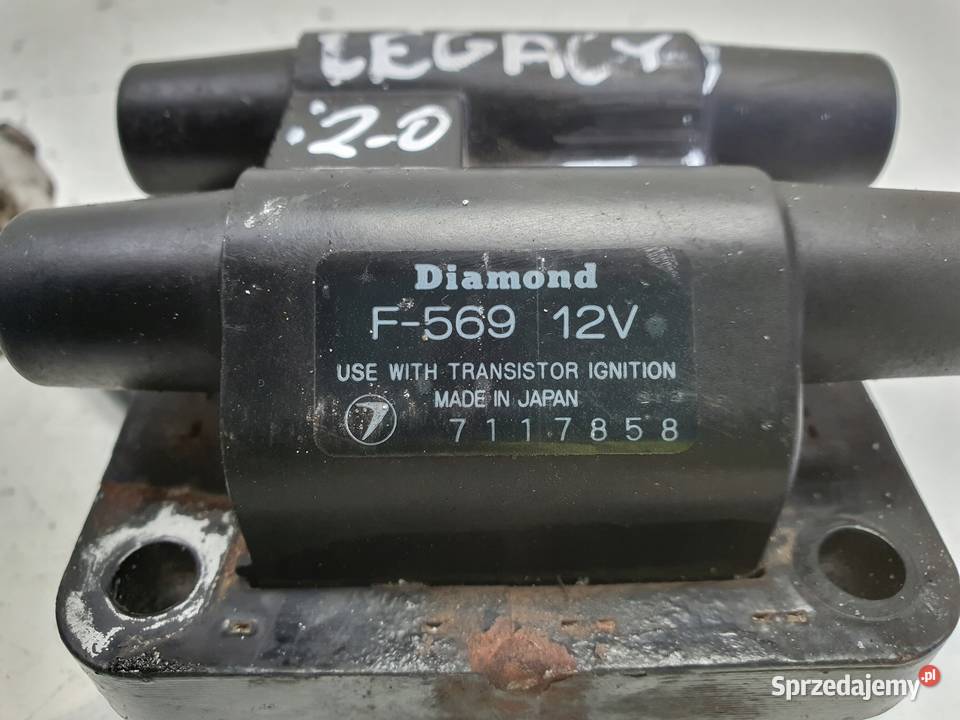 LEGACY
2-0
Diamond
F-569 12V
USE WITH TRANSISTOR IGNITION
MADE IN JAPAN
7117858
Sprzedajemy.pl